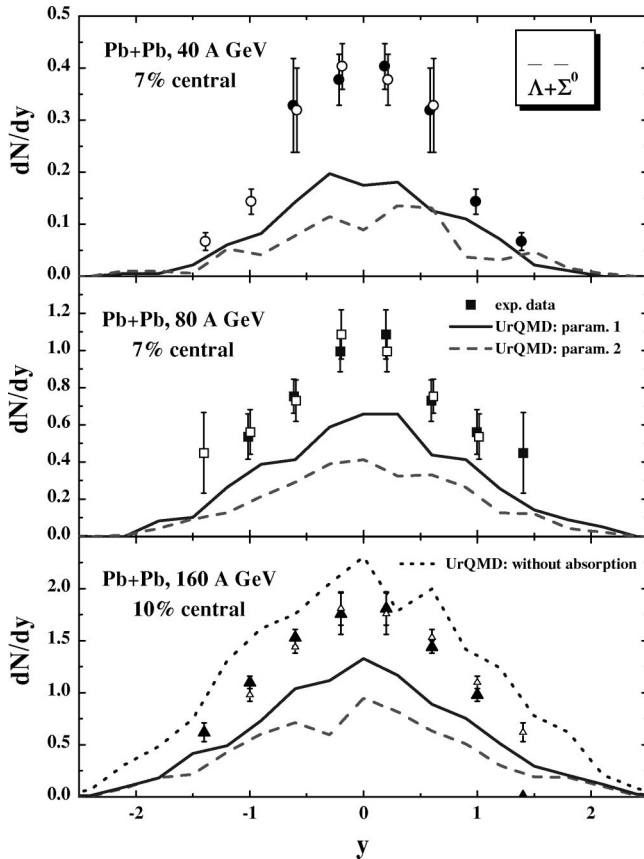 Pb+Pb, 40 A GeV
7% central
Λ̅+Σ̅⁰
dN/dy
0.5
0.4
0.3
0.2
0.1
0.0
Pb+Pb, 80 A GeV
7% central
exp. data
UrQMD: param. 1
UrQMD: param. 2
dN/dy
1.2
1.0
0.8
0.6
0.4
0.2
0.0
Pb+Pb, 160 A GeV
10% central
UrQMD: without absorption
dN/dy
2.0
1.5
1.0
0.5
0.0
-2 -1 0 1 2
y